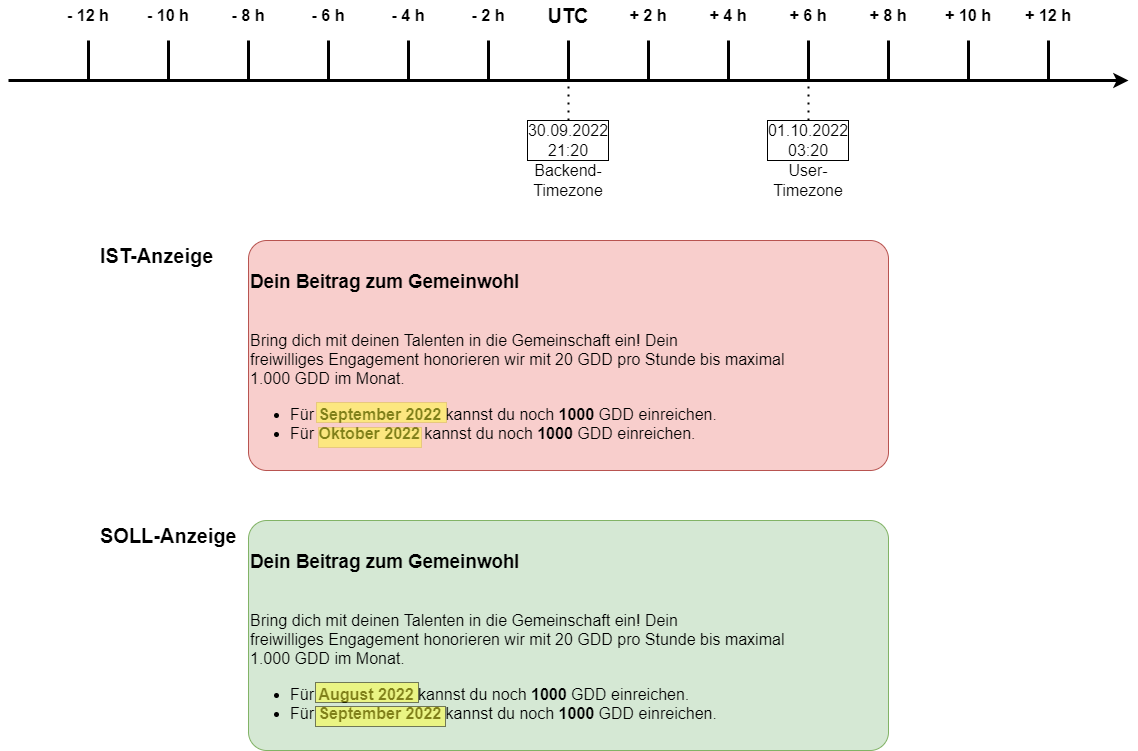 - 12 h - 10 h - 8 h - 6 h - 4 h - 2 h UTC + 2 h + 4 h + 6 h + 8 h + 10 h + 12 h
30.09.2022
21:20
Backend-
Timezone
01.10.2022
03:20
User-
Timezone
IST-Anzeige
Dein Beitrag zum Gemeinwohl
Bring dich mit deinen Talenten in die Gemeinschaft ein! Dein
freiwilliges Engagement honorieren wir mit 20 GDD pro Stunde bis maximal
1.000 GDD im Monat.
• Für September 2022 kannst du noch 1000 GDD einreichen.
• Für Oktober 2022 kannst du noch 1000 GDD einreichen.
SOLL-Anzeige
Dein Beitrag zum Gemeinwohl
Bring dich mit deinen Talenten in die Gemeinschaft ein! Dein
freiwilliges Engagement honorieren wir mit 20 GDD pro Stunde bis maximal
1.000 GDD im Monat.
• Für August 2022 kannst du noch 1000 GDD einreichen.
• Für September 2022 kannst du noch 1000 GDD einreichen.